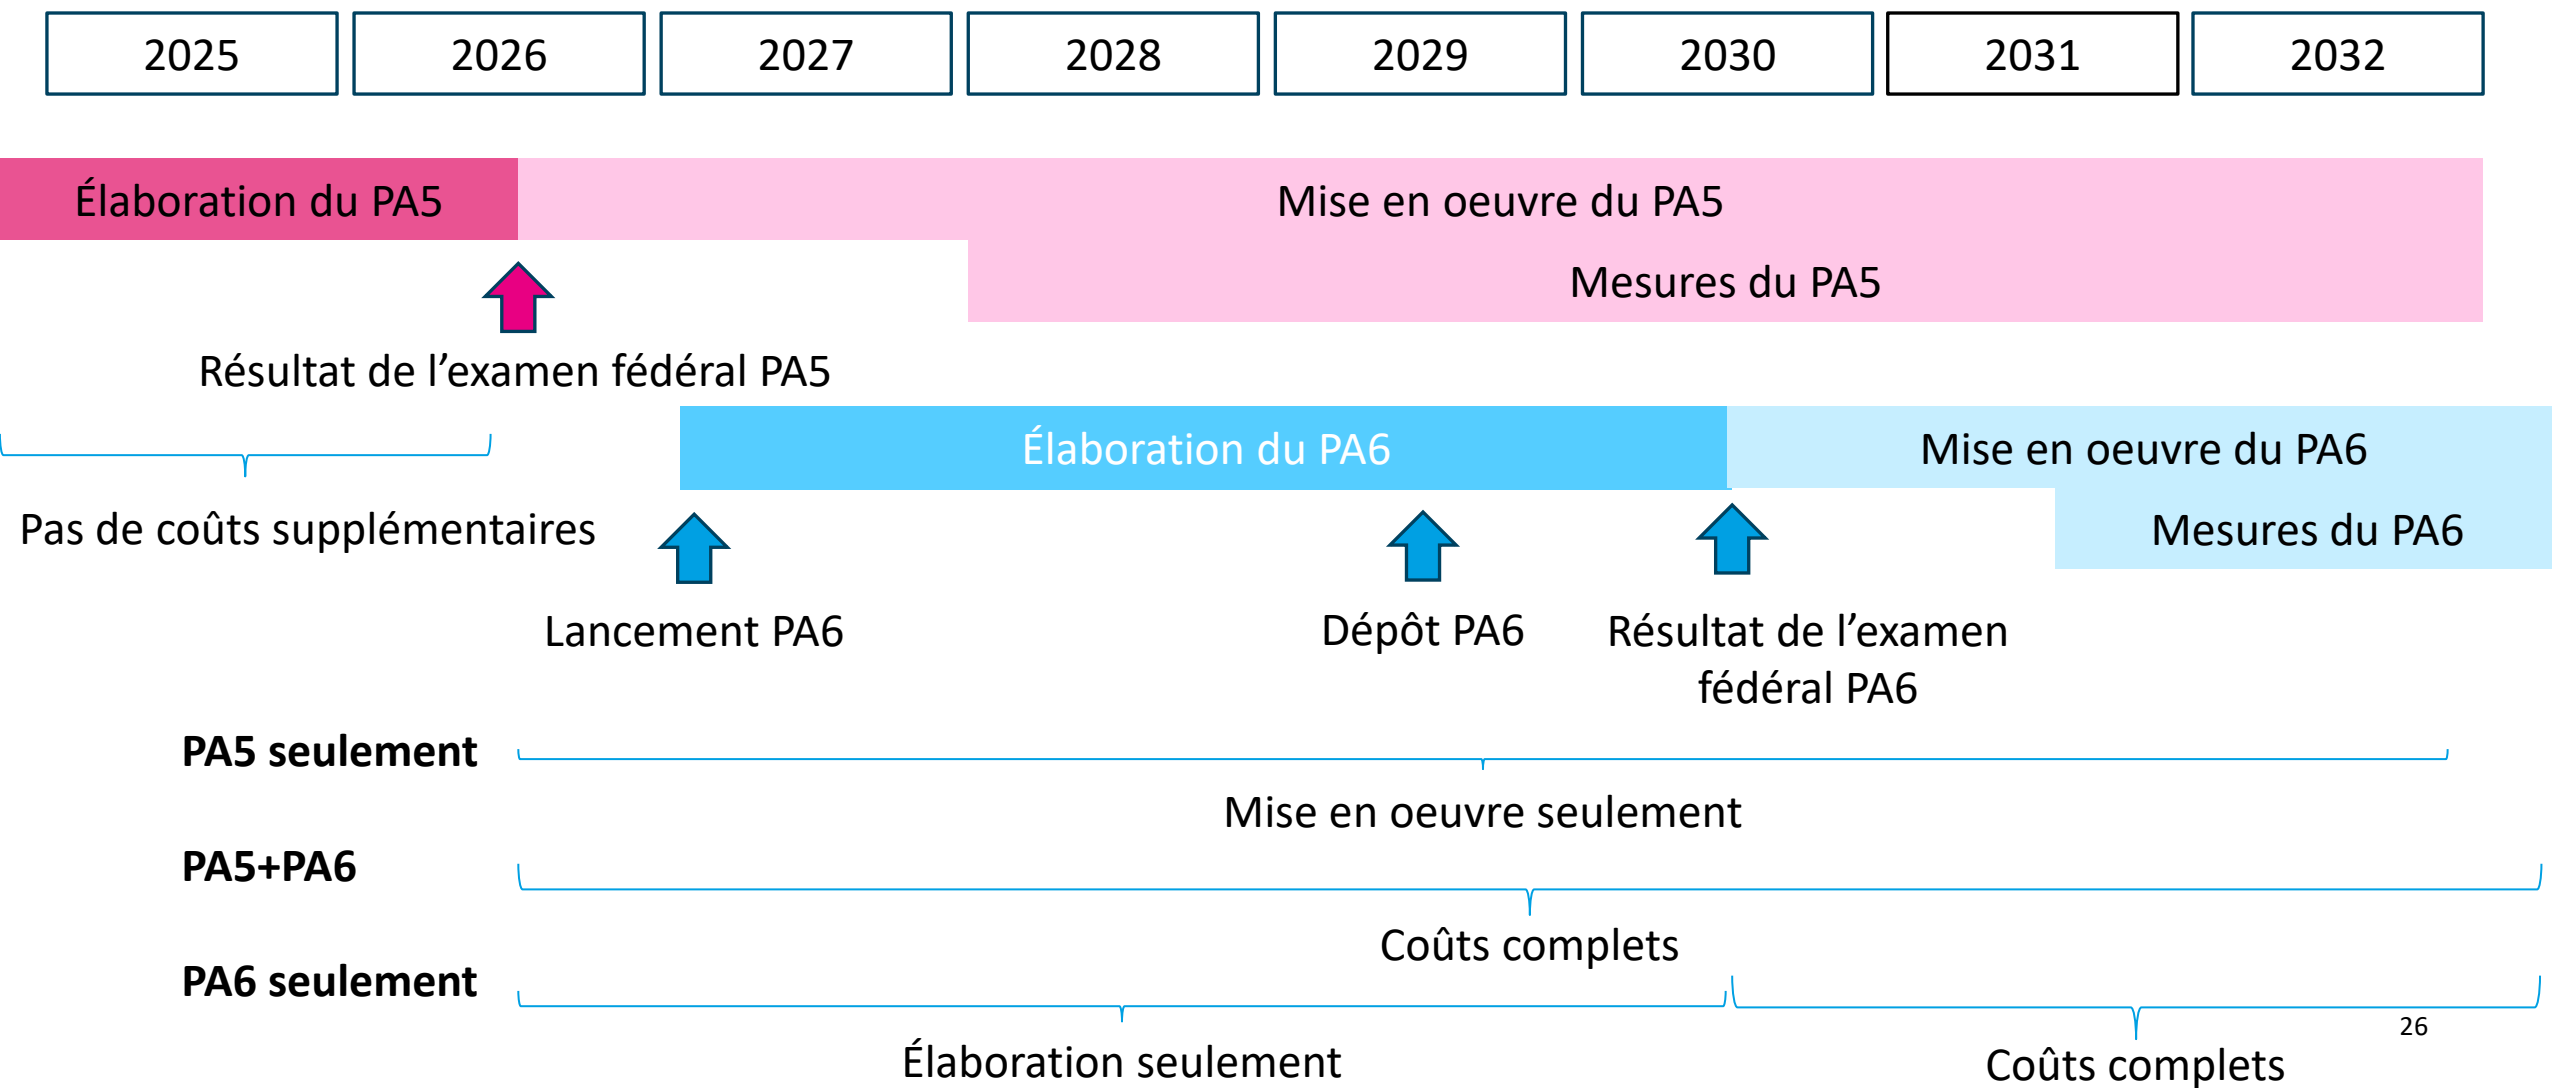 2025 2026 2027 2028 2029 2030 2031 2032
Élaboration du PA5 Mise en oeuvre du PA5
Mesures du PA5
Résultat de l’examen fédéral PA5
Élaboration du PA6 Mise en oeuvre du PA6
Pas de coûts supplémentaires Mesures du PA6
Lancement PA6 Dépôt PA6 Résultat de l’examen
fédéral PA6
PA5 seulement
Mise en oeuvre seulement
PA5+PA6
Coûts complets
PA6 seulement
26
Élaboration seulement Coûts complets